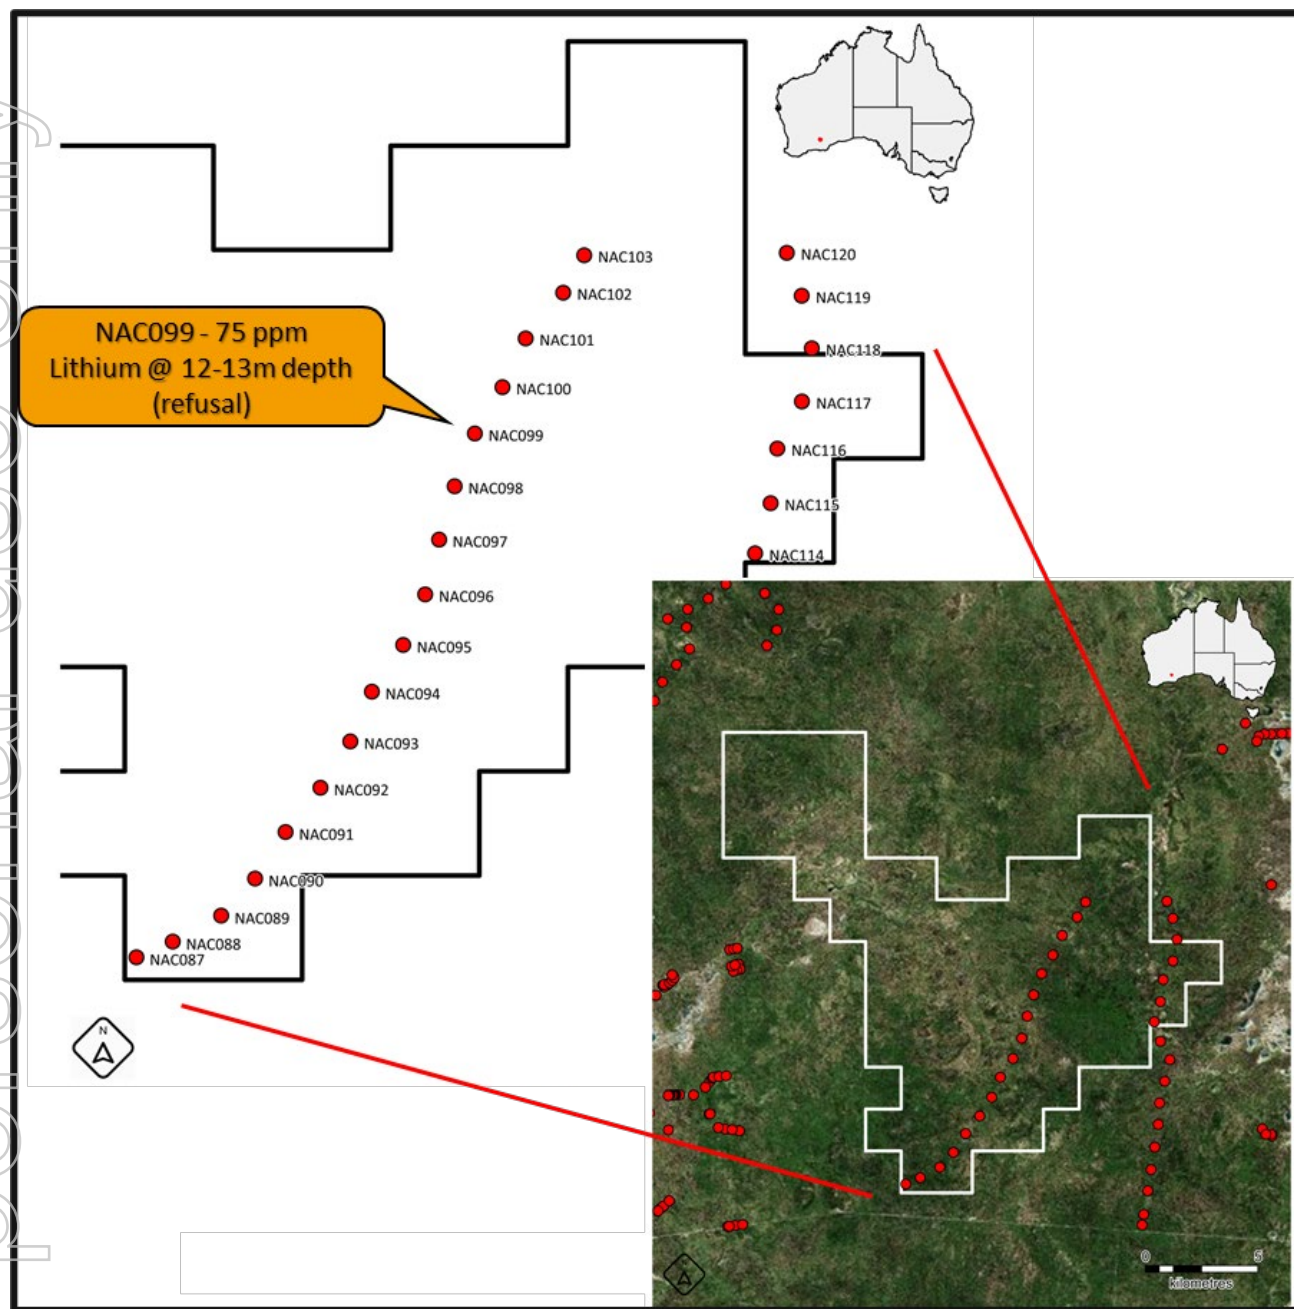 NAC103
NAC120
NAC102
NAC119
NAC099 - 75 ppm
Lithium @ 12-13m depth
(refusal)
NAC101
NAC118
NAC100
NAC117
NAC099
NAC116
NAC098
NAC115
NAC097
NAC114
NAC096
NAC095
NAC094
NAC093
NAC092
NAC091
NAC090
NAC089
NAC088
NAC087
N
0 5
kilometres